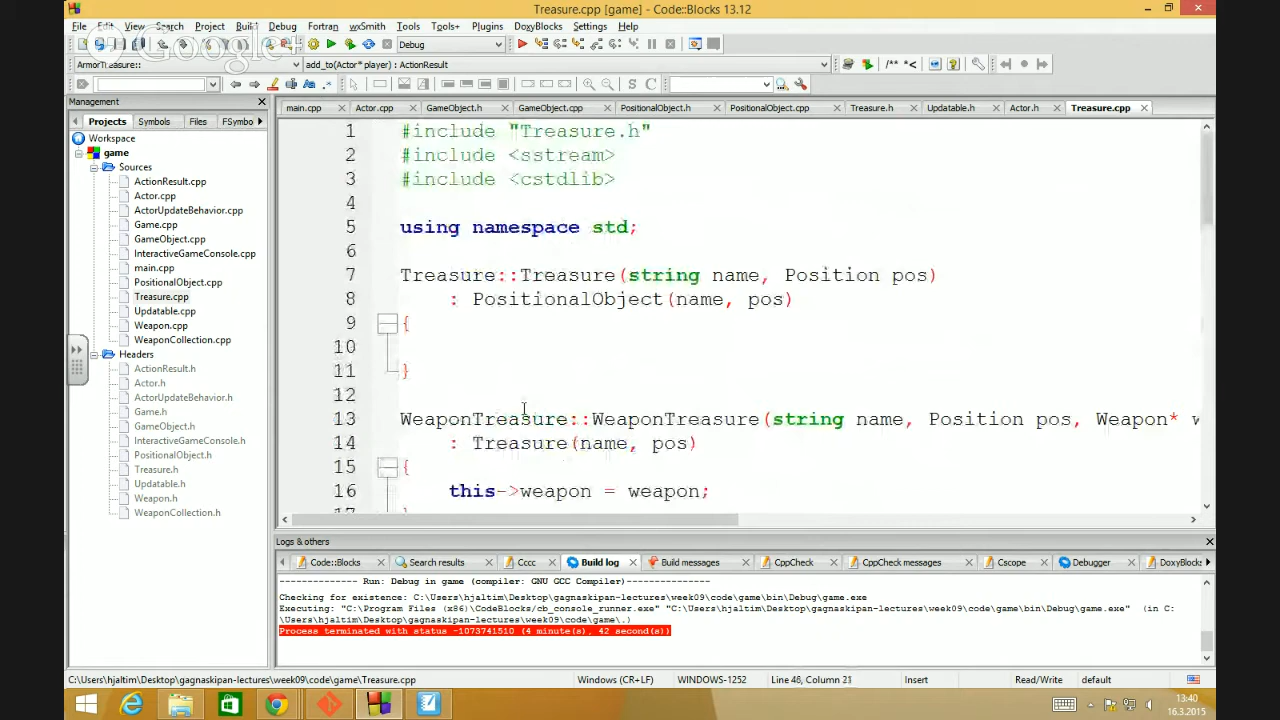 Treasure.cpp [game] - Code::Blocks 13.12
File Edit View Search Project Build Debug Fortran wxSmith Tools Tools+ Plugins DoxyBlocks Settings Help
Google+
Debug
ArmorTreasure:: add_to(Actor* player) : ActionResult
/** *<
Aa .* S C
Management
main.cpp Actor.cpp GameObject.h GameObject.cpp PositionalObject.h PositionalObject.cpp Treasure.h Updatable.h Actor.h Treasure.cpp
Projects Symbols Files FSymbo
Workspace
game
Sources
ActionResult.cpp
Actor.cpp
ActorUpdateBehavior.cpp
Game.cpp
GameObject.cpp
InteractiveGameConsole.cpp
main.cpp
PositionalObject.cpp
Treasure.cpp
Updatable.cpp
Weapon.cpp
WeaponCollection.cpp
Headers
ActionResult.h
Actor.h
ActorUpdateBehavior.h
Game.h
GameObject.h
InteractiveGameConsole.h
PositionalObject.h
Treasure.h
Updatable.h
Weapon.h
WeaponCollection.h
1 #include "Treasure.h"
2 #include <sstream>
3 #include <cstdlib>
4
5 using namespace std;
6
7 Treasure::Treasure(string name, Position pos)
8 : PositionalObject(name, pos)
9 {
10
11 }
12
13 WeaponTreasure::WeaponTreasure(string name, Position pos, Weapon* w
14 : Treasure(name, pos)
15 {
16 this->weapon = weapon;
17 }
Logs & others
Code::Blocks Search results Cccc Build log Build messages CppCheck CppCheck messages Cscope Debugger DoxyBlocks
-------------- Run: Debug in game (compiler: GNU GCC Compiler)---------------
Checking for existence: C:\Users\hjaltim\Desktop\gagnaskipan-lectures\week09\code\game\bin\Debug\game.exe
Executing: "C:\Program Files (x86)\CodeBlocks/cb_console_runner.exe" "C:\Users\hjaltim\Desktop\gagnaskipan-lectures\week09\code\game\bin\Debug\game.exe" (in C:
\Users\hjaltim\Desktop\gagnaskipan-lectures\week09\code\game\.)
Process terminated with status -1073741510 (4 minute(s), 42 second(s))
C:\Users\hjaltim\Desktop\gagnaskipan-lectures\week09\code\game\Treasure.cpp Windows (CR+LF) WINDOWS-1252 Line 46, Column 21 Insert Read/Write default
13:40
16.3.2015